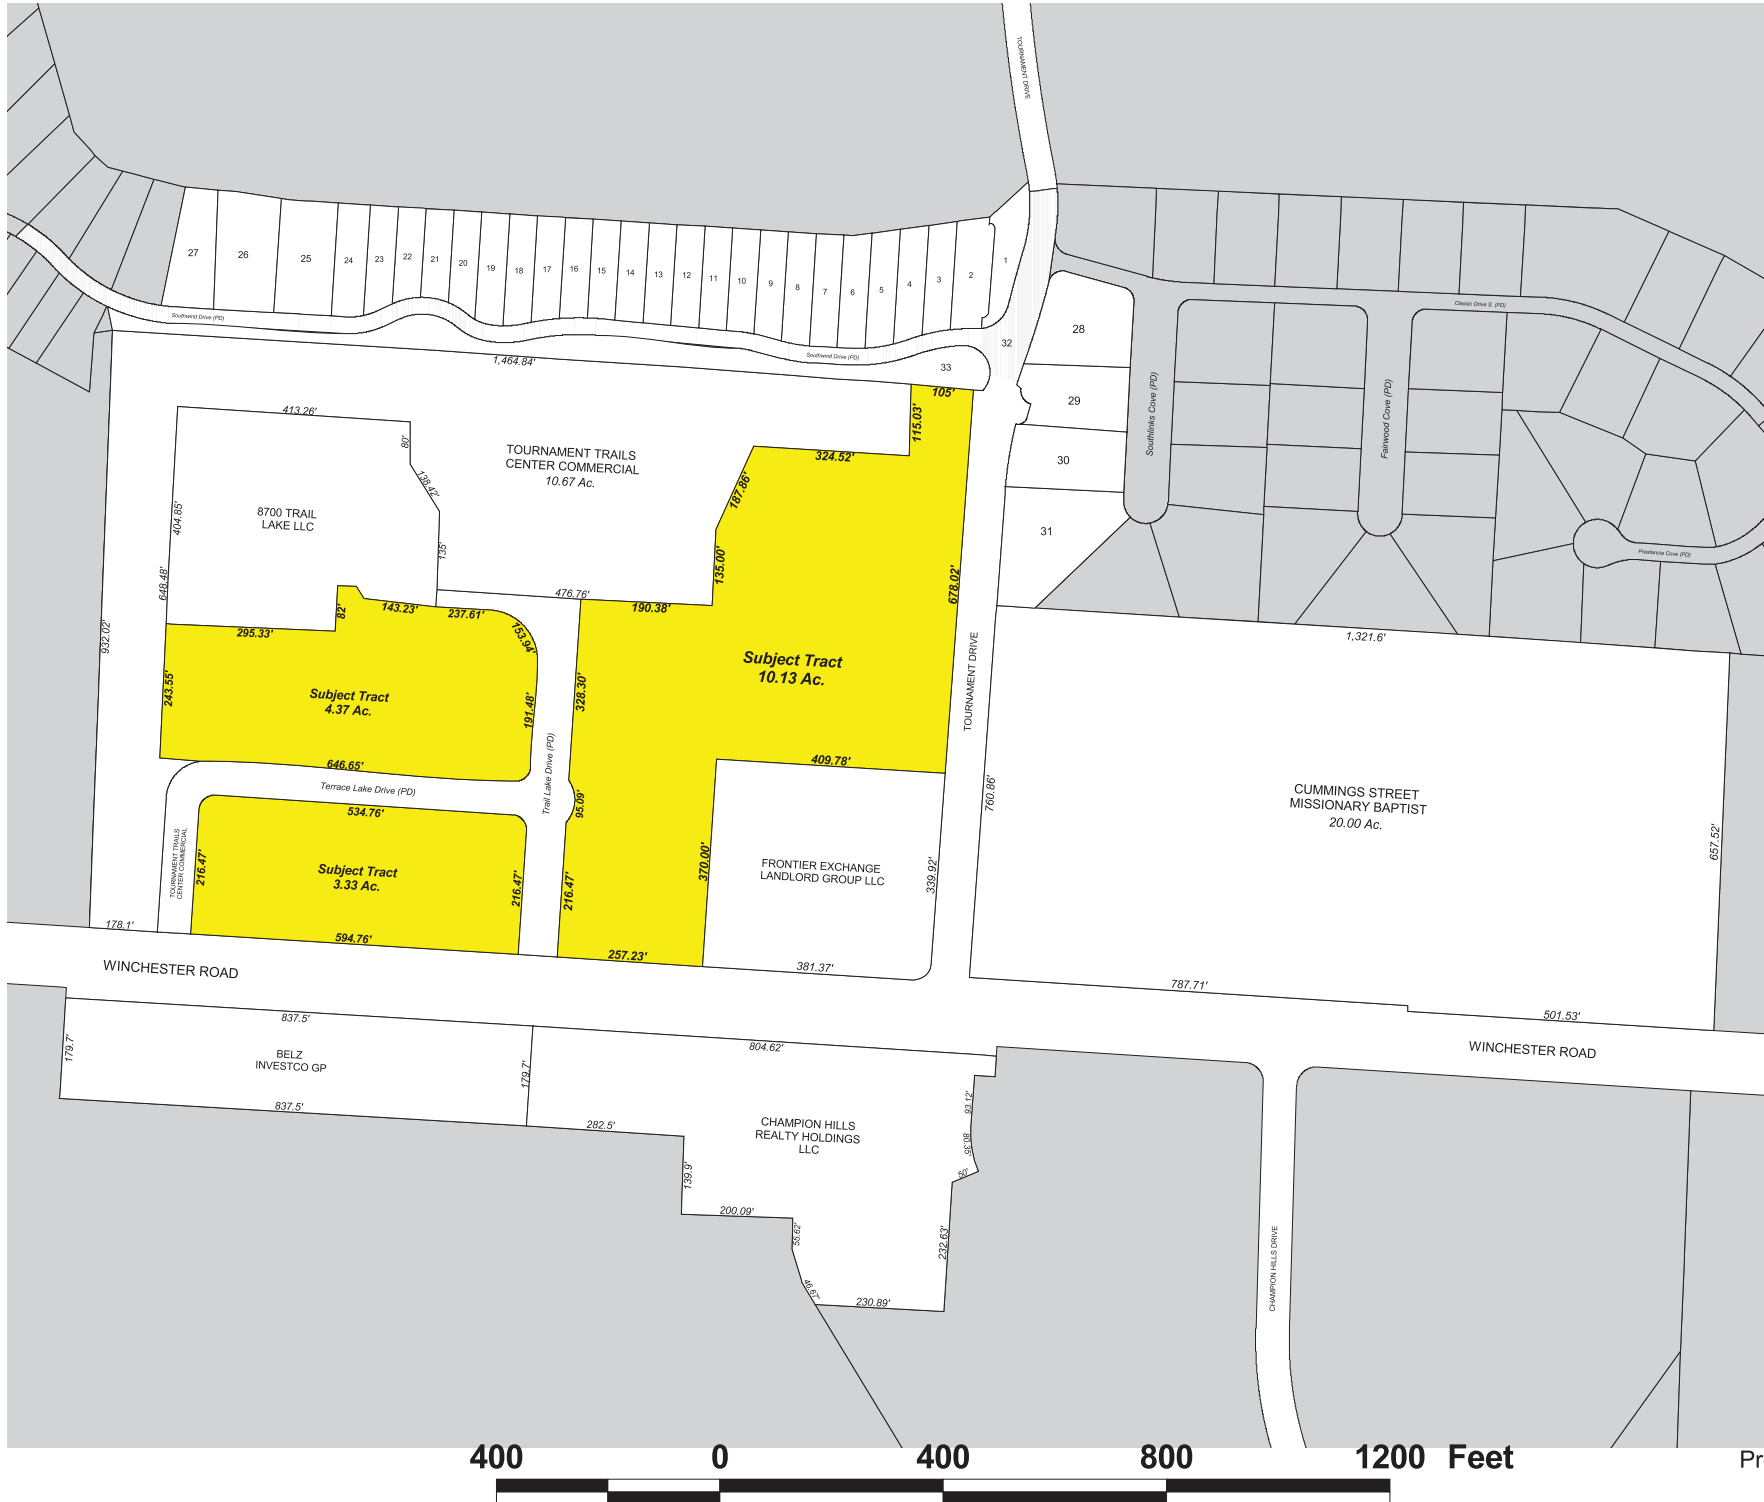 TOURNAMENT DRIVE
27
26
25
24
23
22
21
20
19
18
17
16
15
14
13
12
11
10
9
8
7
6
5
4
3
2
1
Southwind Drive (PD)
Southwind Drive (PD)
Classic Drive S. (PD)
28
32
33
29
30
31
Southlinks Cove (PD)
Fairwood Cove (PD)
Prestancia Cove (PD)
1,464.84'
105'
115.03'
413.26'
80'
138.42'
TOURNAMENT TRAILS
CENTER COMMERCIAL
10.67 Ac.
324.52'
187.86'
404.85'
8700 TRAIL
LAKE LLC
135'
135.00'
648.48'
476.76'
190.38'
678.02'
82'
143.23'
237.61'
153.94'
295.33'
932.02'
243.55'
Subject Tract
4.37 Ac.
191.48'
328.30'
Subject Tract
10.13 Ac.
TOURNAMENT DRIVE
1,321.6'
646.65'
Terrace Lake Drive (PD)
534.76'
Trail Lake Drive (PD)
95.09'
409.78'
760.86'
CUMMINGS STREET
MISSIONARY BAPTIST
20.00 Ac.
657.52'
TOURNAMENT TRAILS
CENTER COMMERCIAL
216.47'
Subject Tract
3.33 Ac.
216.47'
216.47'
370.00'
FRONTIER EXCHANGE
LANDLORD GROUP LLC
339.92'
178.1'
594.76'
257.23'
381.37'
787.71'
501.53'
WINCHESTER ROAD
WINCHESTER ROAD
837.5'
804.62'
179.7'
BELZ
INVESTCO GP
179.7'
837.5'
282.5'
CHAMPION HILLS
REALTY HOLDINGS
LLC
93.12'
80.35'
50'
139.9'
200.09'
55.62'
46.67'
232.63'
230.89'
CHAMPION HILLS DRIVE
400 0 400 800 1200 Feet
Pr